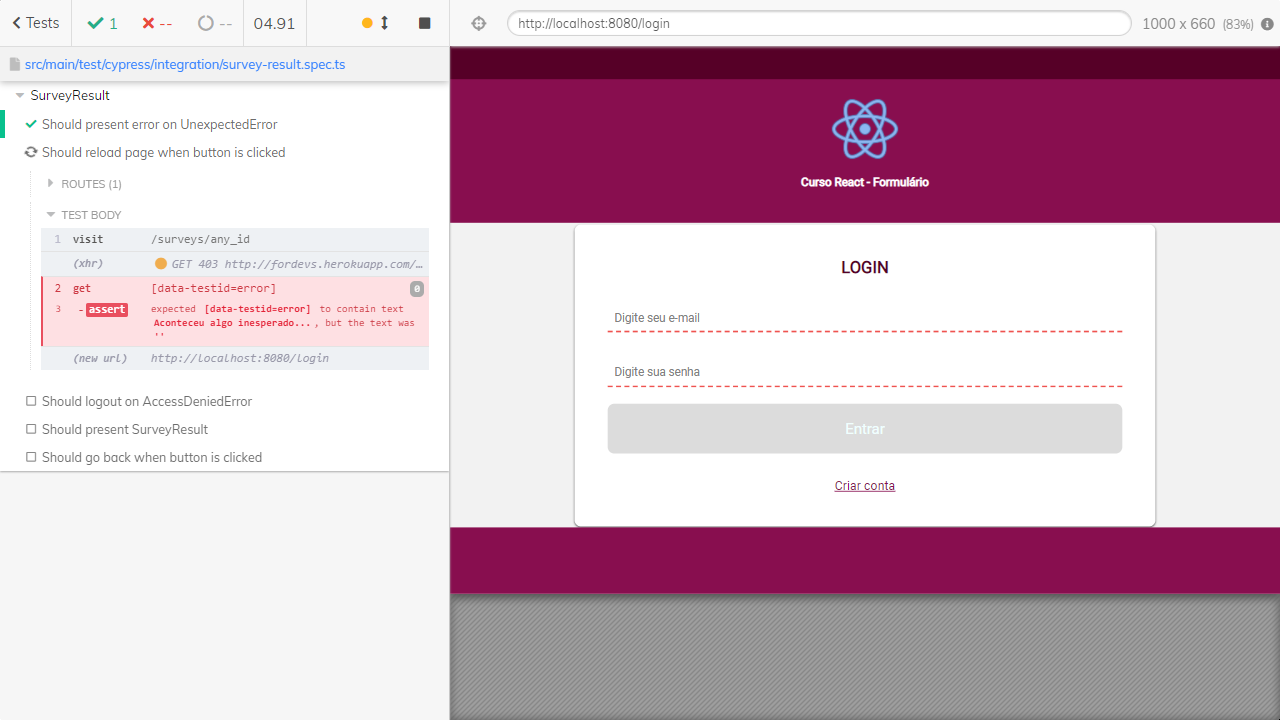 Tests
1
--
--
04.91
http://localhost:8080/login
1000 x 660 (83%)
src/main/test/cypress/integration/survey-result.spec.ts
SurveyResult
Should present error on UnexpectedError
Should reload page when button is clicked
ROUTES (1)
TEST BODY
1 visit /surveys/any_id
(xhr) GET 403 http://fordevs.herokuapp.com/…
2 get [data-testid=error] 0
3 -assert expected [data-testid=error] to contain text
Aconteceu algo inesperado..., but the text was
''
(new url) http://localhost:8080/login
Should logout on AccessDeniedError
Should present SurveyResult
Should go back when button is clicked
Curso React - Formulário
LOGIN
Digite seu e-mail
Digite sua senha
Entrar
Criar conta